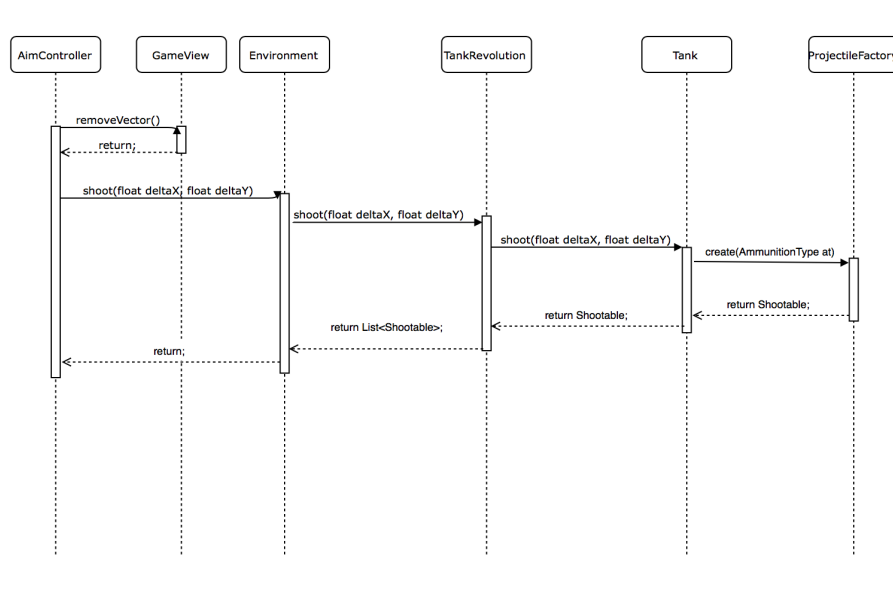 AimController
GameView
Environment
TankRevolution
Tank
ProjectileFactory
removeVector()
return;
shoot(float deltaX, float deltaY)
shoot(float deltaX, float deltaY)
shoot(float deltaX, float deltaY)
create(AmmunitionType at)
return Shootable;
return Shootable;
return List<Shootable>;
return;